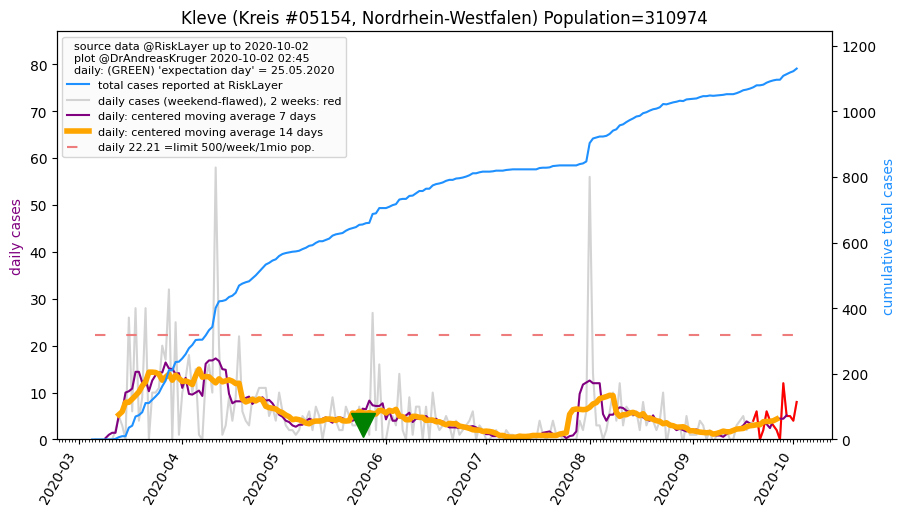 Kleve (Kreis #05154, Nordrhein-Westfalen) Population=310974
source data @RiskLayer up to 2020-10-02
plot @DrAndreasKruger 2020-10-02 02:45
daily: (GREEN) 'expectation day' = 25.05.2020
total cases reported at RiskLayer
daily cases (weekend-flawed), 2 weeks: red
daily: centered moving average 7 days
daily: centered moving average 14 days
daily 22.21 =limit 500/week/1mio pop.
daily cases
80
70
60
50
40
30
20
10
0
cumulative total cases
1200
1000
800
600
400
200
0
2020-03
2020-04
2020-05
2020-06
2020-07
2020-08
2020-09
2020-10